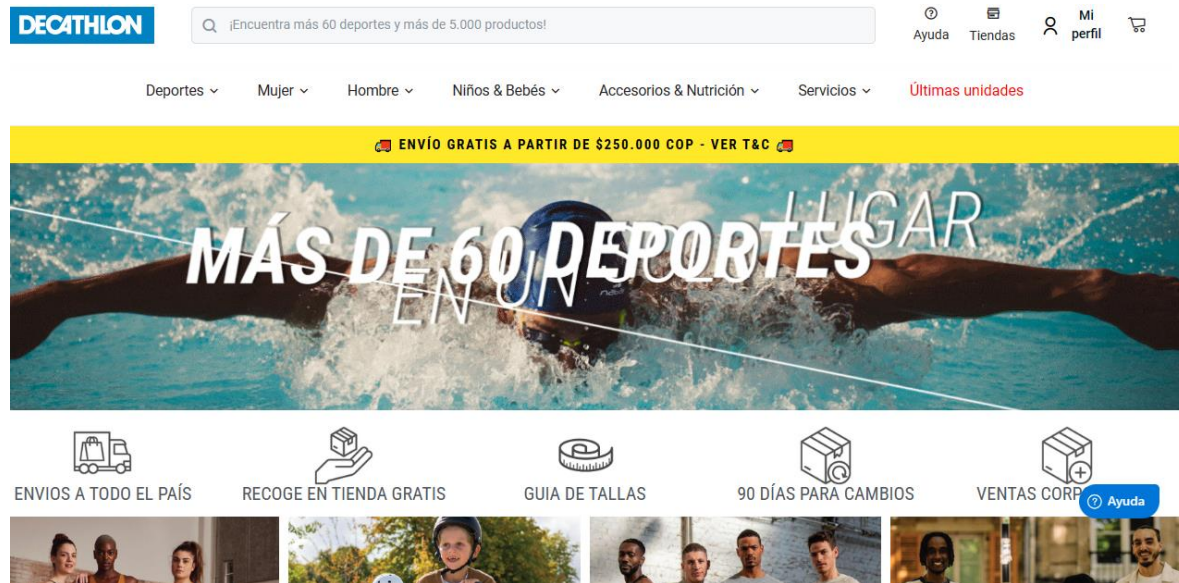 DECATHLON
¡Encuentra más 60 deportes y más de 5.000 productos!
Ayuda
Tiendas
Mi perfil
Deportes
Mujer
Hombre
Niños & Bebés
Accesorios & Nutrición
Servicios
Últimas unidades
ENVÍO GRATIS A PARTIR DE $250.000 COP - VER T&C
MÁS DE 60 DEPORTES
EN UN SOLO LUGAR
ENVIOS A TODO EL PAÍS
RECOGE EN TIENDA GRATIS
GUIA DE TALLAS
90 DÍAS PARA CAMBIOS
VENTAS CORP
Ayuda